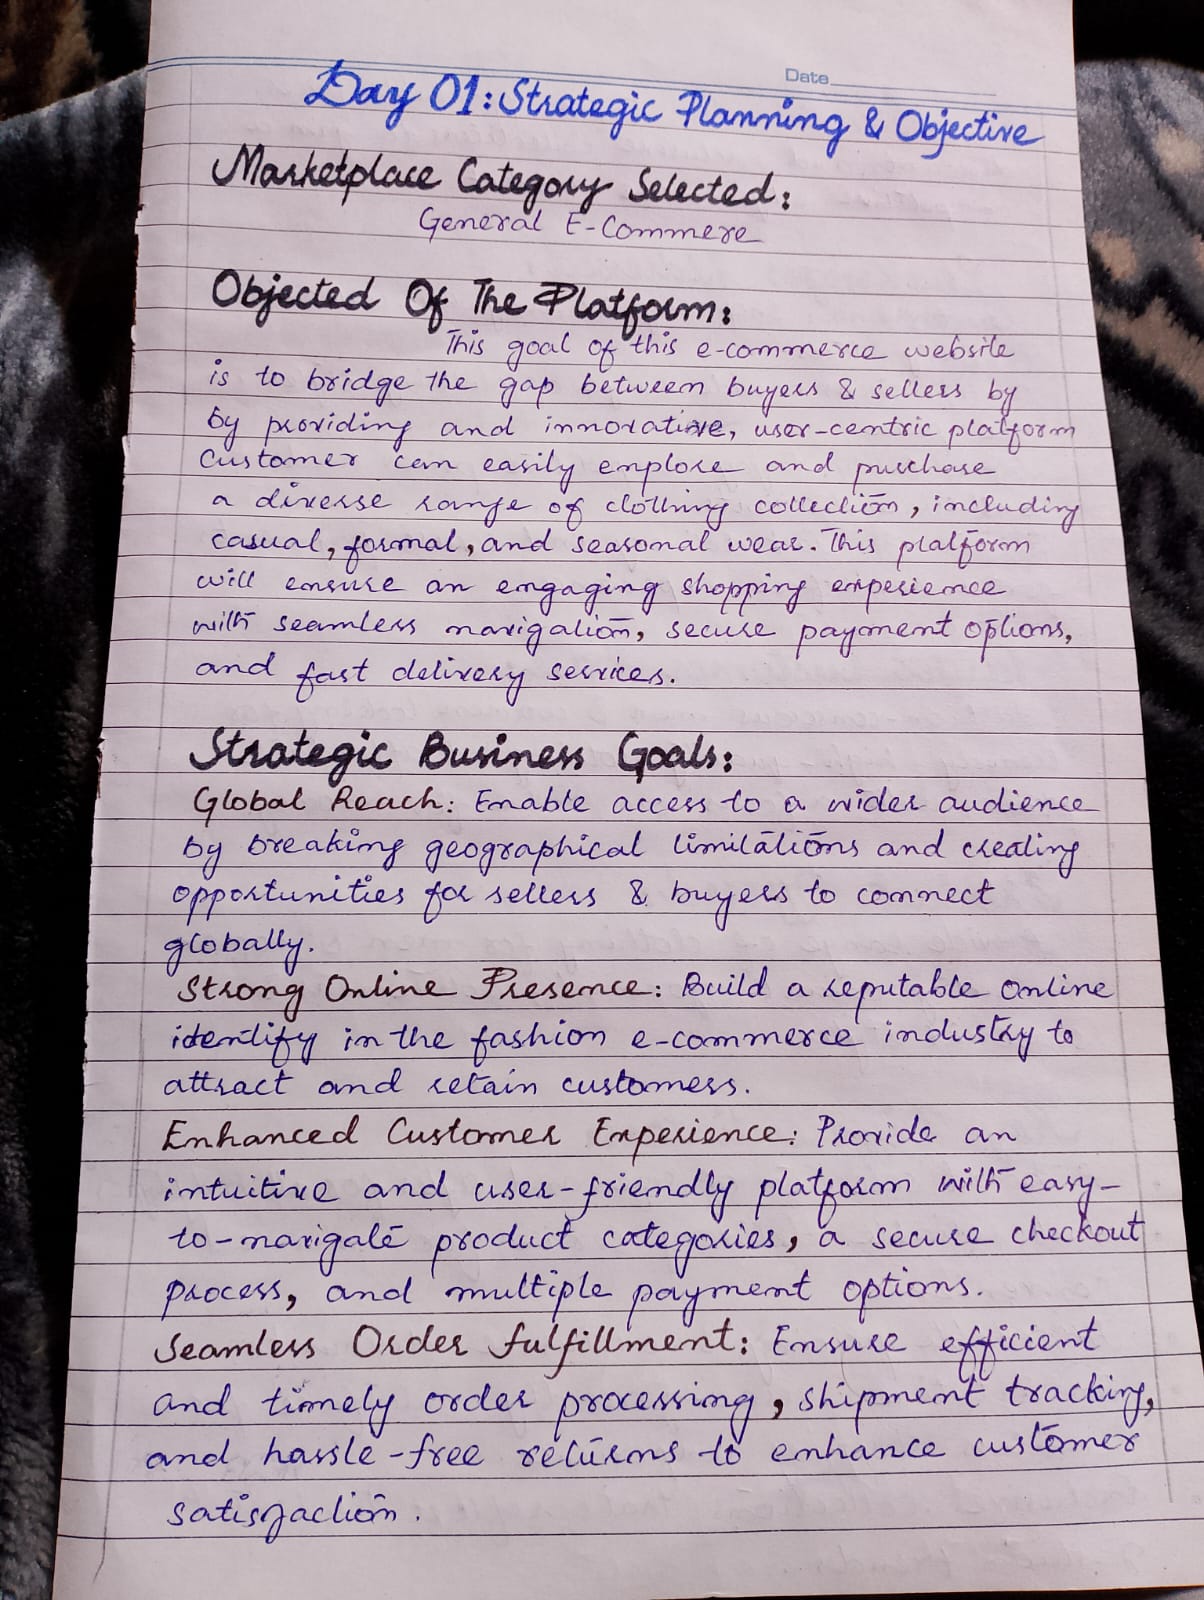 Date
Day 01: Strategic Planning & Objective
Marketplace Category Selected:
General E-Commere
Objected Of The Platform:
This goal of this e-commerce website
is to bridge the gap between buyers & sellers by
by providing and innovative, user-centric platform
Customer can easily explore and purchase
a diverse range of clothing collection, including
casual, formal, and seasonal wear. This platform
will ensure an engaging shopping experience
with seamless navigation, secure payment options,
and fast delivery services.
Strategic Business Goals:
Global Reach: Enable access to a wider audience
by breaking geographical limitations and creating
opportunities for sellers & buyers to connect
globally.
Strong Online Presence: Build a reputable online
identify in the fashion e-commerce industry to
attract and retain customers.
Enhanced Customer Experience: Provide an
intuitive and user-friendly platform with easy-
to-navigate product categories, a secure checkout
process, and multiple payment options.
Seamless Order fulfillment: Ensure efficient
and timely order processing, shipment tracking,
and hassle-free returns to enhance customer
satisfaction.